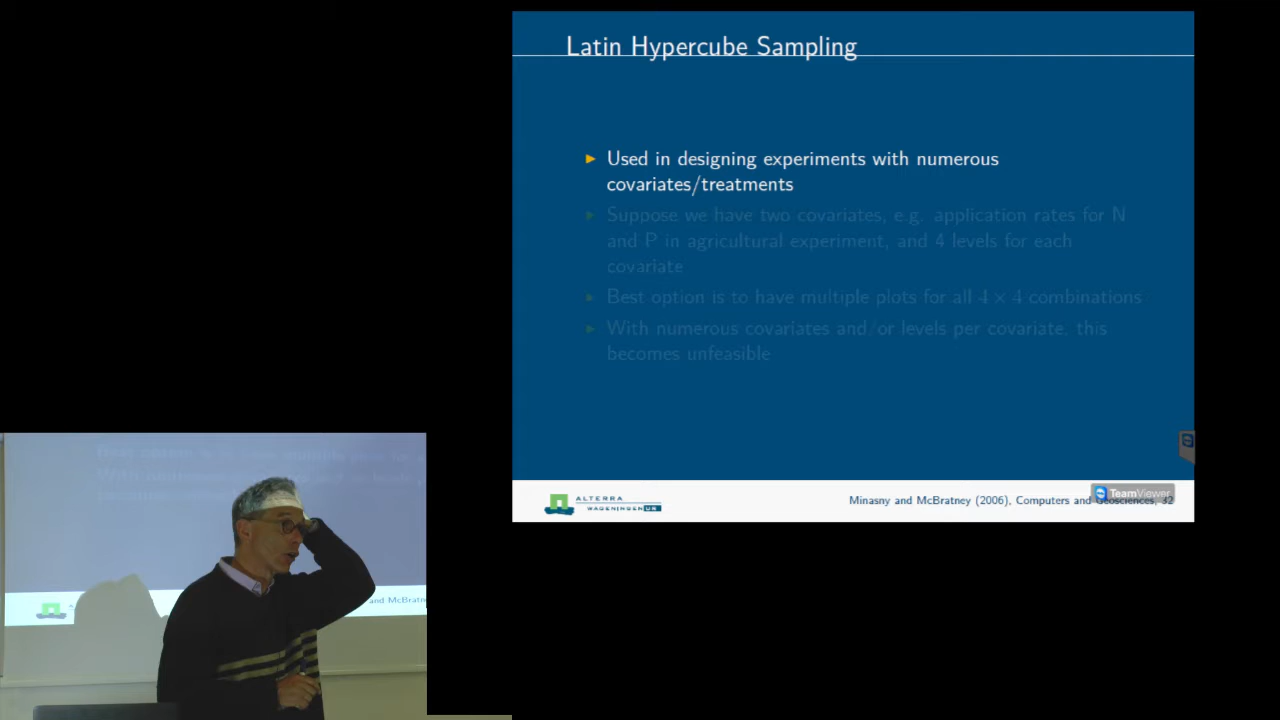 Latin Hypercube Sampling
Used in designing experiments with numerous
covariates/treatments
Suppose we have two covariates, e.g. application rates for N
and P in agricultural experiment, and 4 levels for each
covariate
Best option is to have multiple plots for all 4 × 4 combinations
With numerous covariates and/or levels per covariate, this
becomes unfeasible
ALTERRA
WAGENINGEN UR
Minasny and McBratney (2006), Computers and Geosciences, 32
TeamViewer
and McBratn